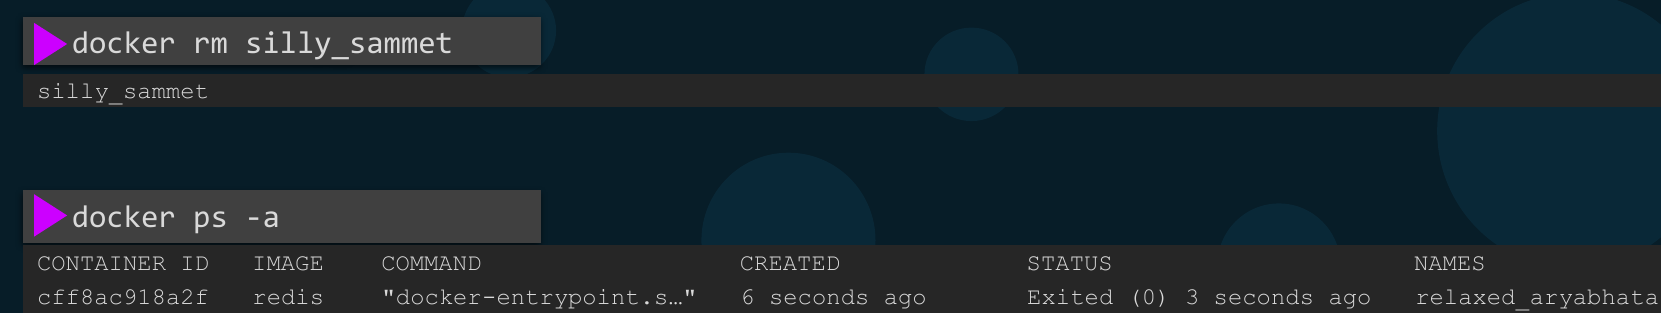 docker rm silly_sammet
silly_sammet
docker ps -a
CONTAINER ID IMAGE COMMAND CREATED STATUS NAMES
cff8ac918a2f redis "docker-entrypoint.s…" 6 seconds ago Exited (0) 3 seconds ago relaxed_aryabhata